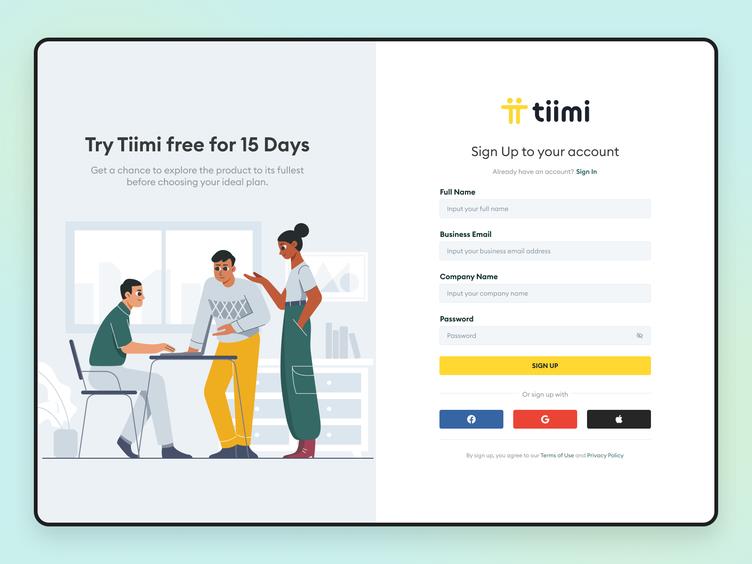 Try Tiimi free for 15 Days
Get a chance to explore the product to its fullest
before choosing your ideal plan.
tiimi
Sign Up to your account
Already have an account? Sign In
Full Name
Input your full name
Business Email
Input your business email address
Company Name
Input your company name
Password
Password
SIGN UP
Or sign up with
By sign up, you agree to our Terms of Use and Privacy Policy